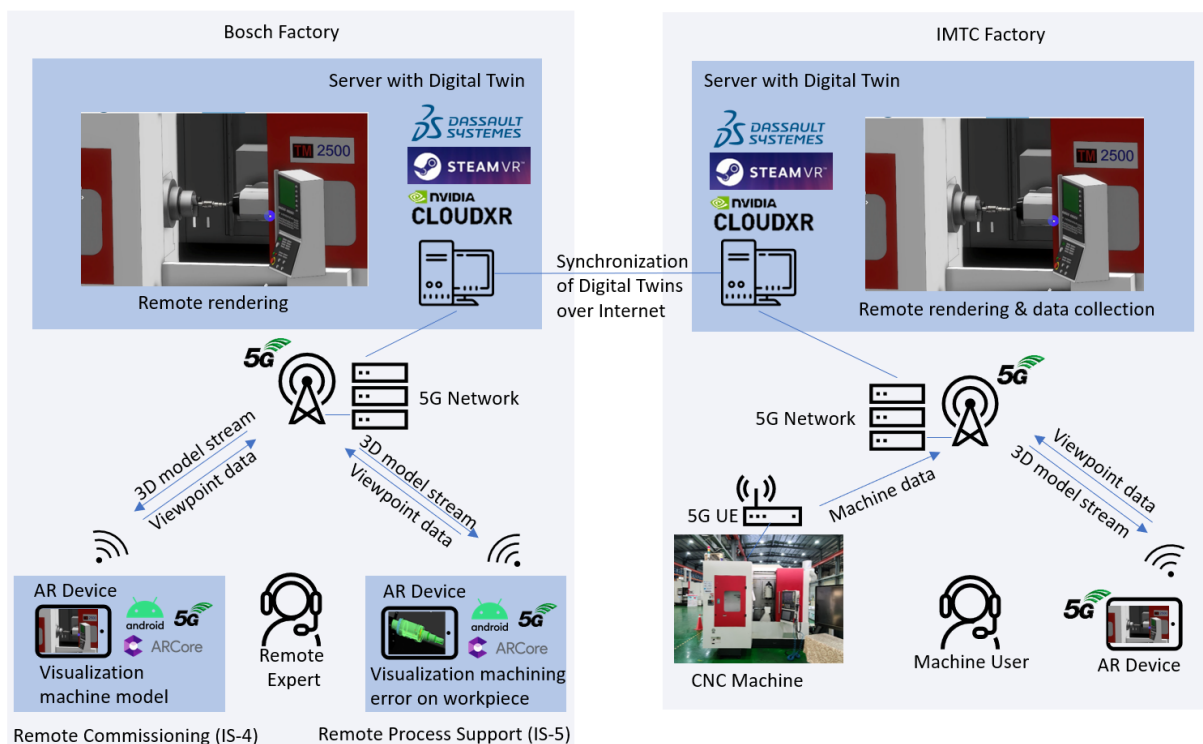 Bosch Factory
Server with Digital Twin
TM 2500
DASSAULT
SYSTEMES
STEAMVR™
NVIDIA
CLOUDXR
Remote rendering
Synchronization
of Digital Twins
over Internet
5G
5G Network
3D model stream
Viewpoint data
3D model stream
Viewpoint data
AR Device
android
5G
ARCore
Visualization
machine model
Remote
Expert
AR Device
android
5G
ARCore
Visualization machining
error on workpiece
Remote Commissioning (IS-4)
Remote Process Support (IS-5)
IMTC Factory
Server with Digital Twin
DASSAULT
SYSTEMES
STEAMVR™
NVIDIA
CLOUDXR
TM 2500
Remote rendering & data collection
5G Network
5G
5G UE
Machine data
Viewpoint data
3D model stream
CNC Machine
Machine User
5G
AR Device